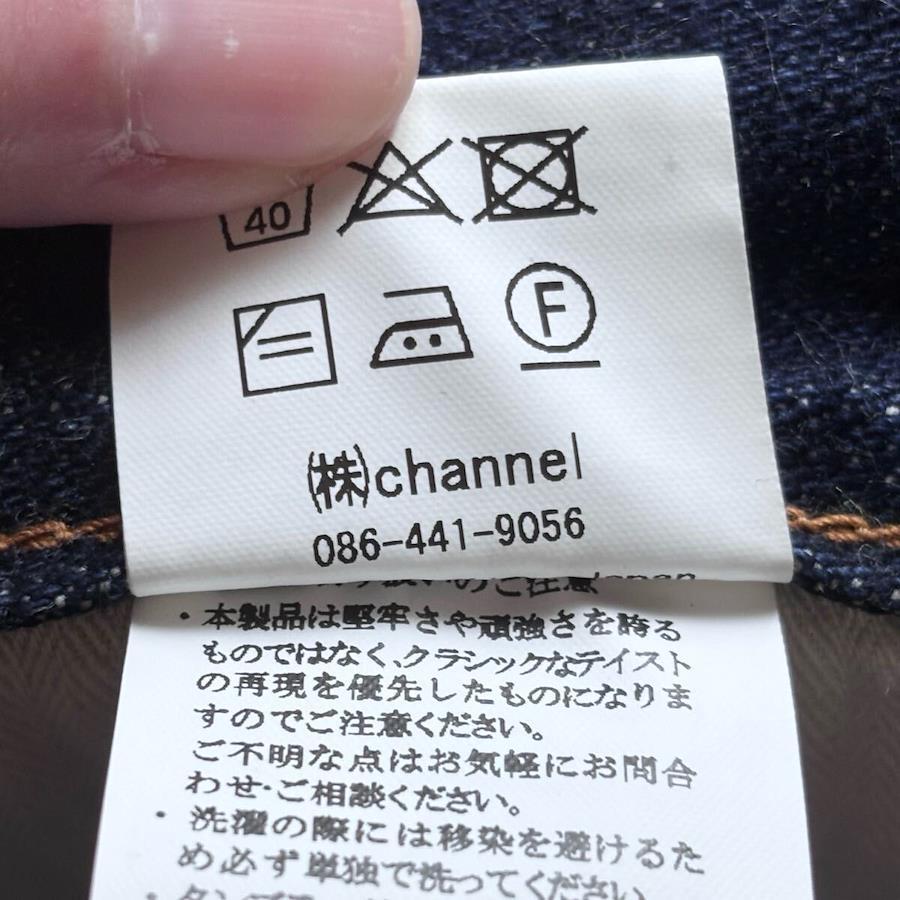 40
F
㈱channel
086-441-9056
のご注意
・本製品は堅牢さや頑強さを誇る
ものではなく、クラシックなテイスト
の再現を優先したものになりま
すのでご注意ください。
ご不明な点はお気軽にお問合
わせ・ご相談ください。
・洗濯の際には移染を避けるた
め必ず単独で洗ってください